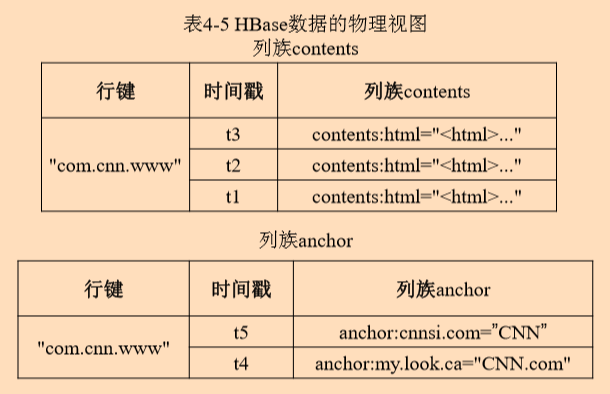 表4-5 HBase数据的物理视图
列族contents
行键 时间戳 列族contents
t3 contents:html="<html>..."
"com.cnn.www" t2 contents:html="<html>..."
t1 contents:html="<html>..."
列族anchor
行键 时间戳 列族anchor
"com.cnn.www" t5 anchor:cnnsi.com=”CNN”
t4 anchor:my.look.ca="CNN.com"